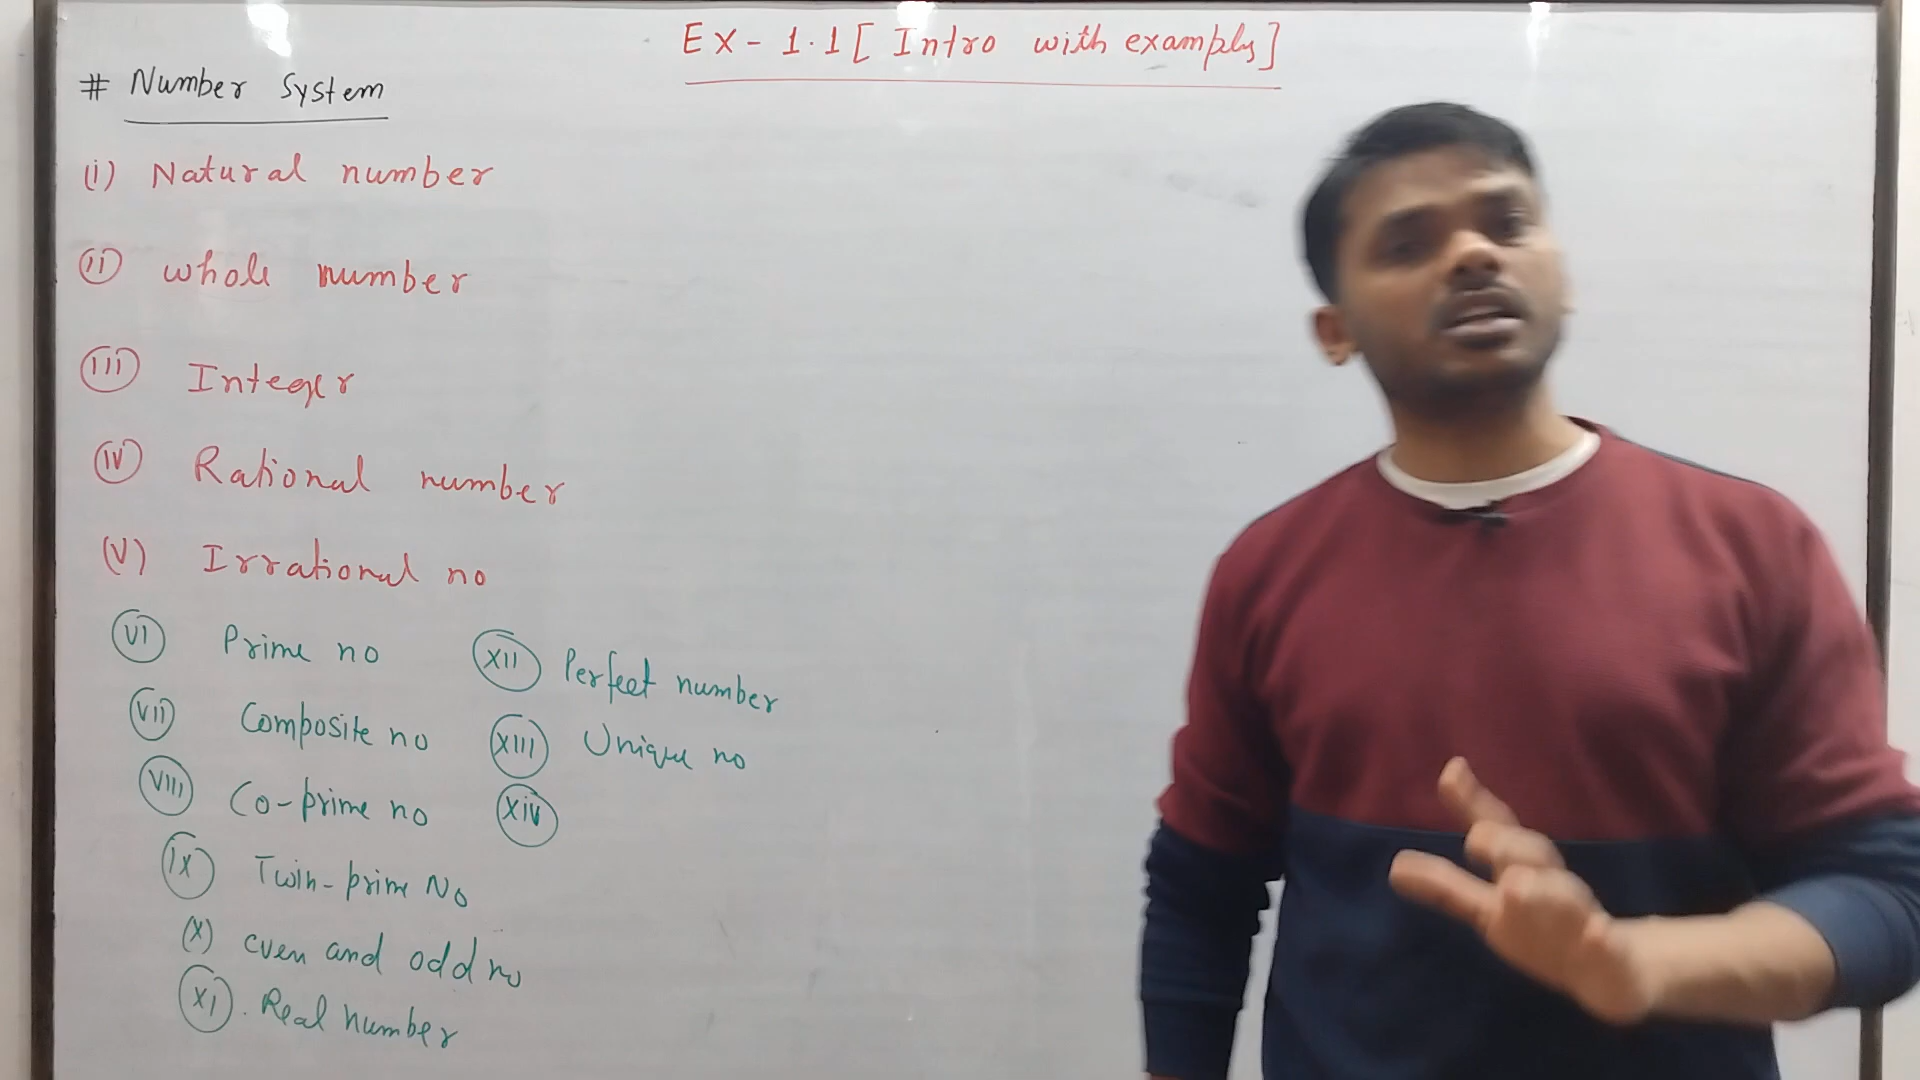 Ex- 1.1 [ Intro with examples]
# Number System
(i) Natural number
(ii) whole number
(iii) Integer
(iv) Rational number
(v) Irrational no
(VI) Prime no
(VII) Composite no
(VIII) Co-prime no
(IX) Twin-prime No
(X) even and odd no
(XI). Real number
(XII) Perfect number
(XIII) Unique no
(xiv)